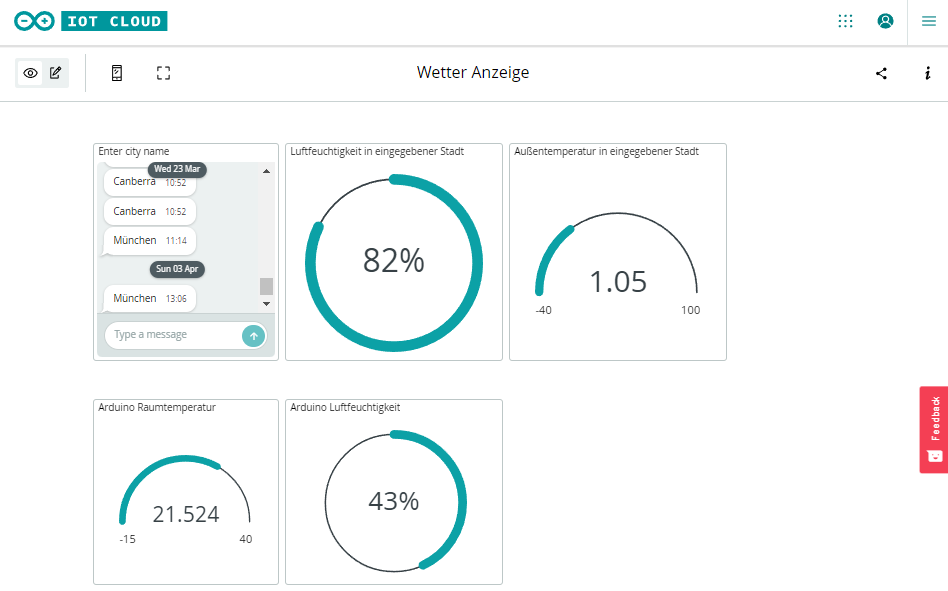 IOT CLOUD
Wetter Anzeige
Enter city name
Wed 23 Mar
Canberra 10:52
Canberra 10:52
München 11:14
Sun 03 Apr
München 13:06
Type a message
Luftfeuchtigkeit in eingegebener Stadt
82%
Außentemperatur in eingegebener Stadt
1.05
-40 100
Feedback
Arduino Raumtemperatur
21.524
-15 40
Arduino Luftfeuchtigkeit
43%